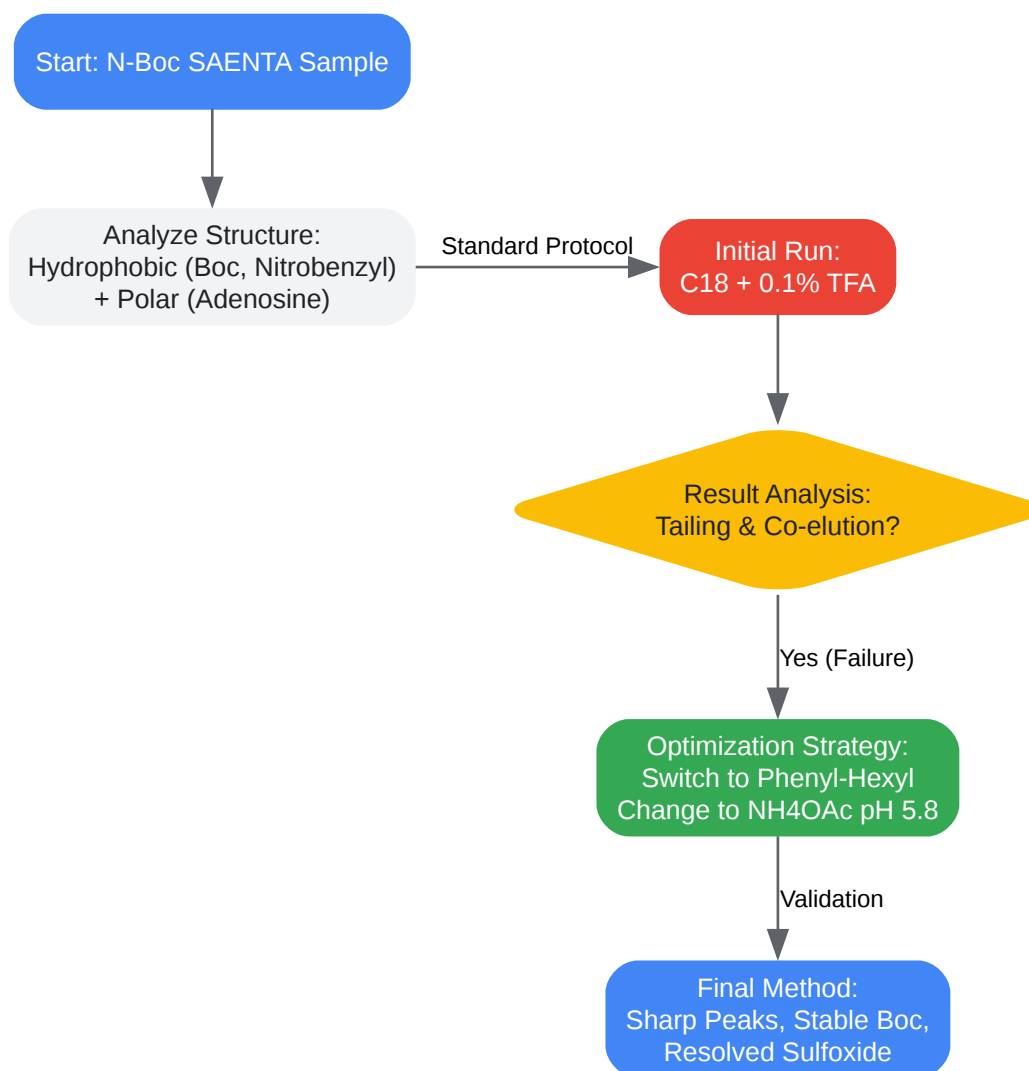 Start: N-Boc SAENTA Sample
Analyze Structure:
Hydrophobic (Boc, Nitrobenzyl)
+ Polar (Adenosine)
Standard Protocol
Initial Run:
C18 + 0.1% TFA
Result Analysis:
Tailing & Co-elution?
Yes (Failure)
Optimization Strategy:
Switch to Phenyl-Hexyl
Change to NH4OAc pH 5.8
Validation
Final Method:
Sharp Peaks, Stable Boc,
Resolved Sulfoxide